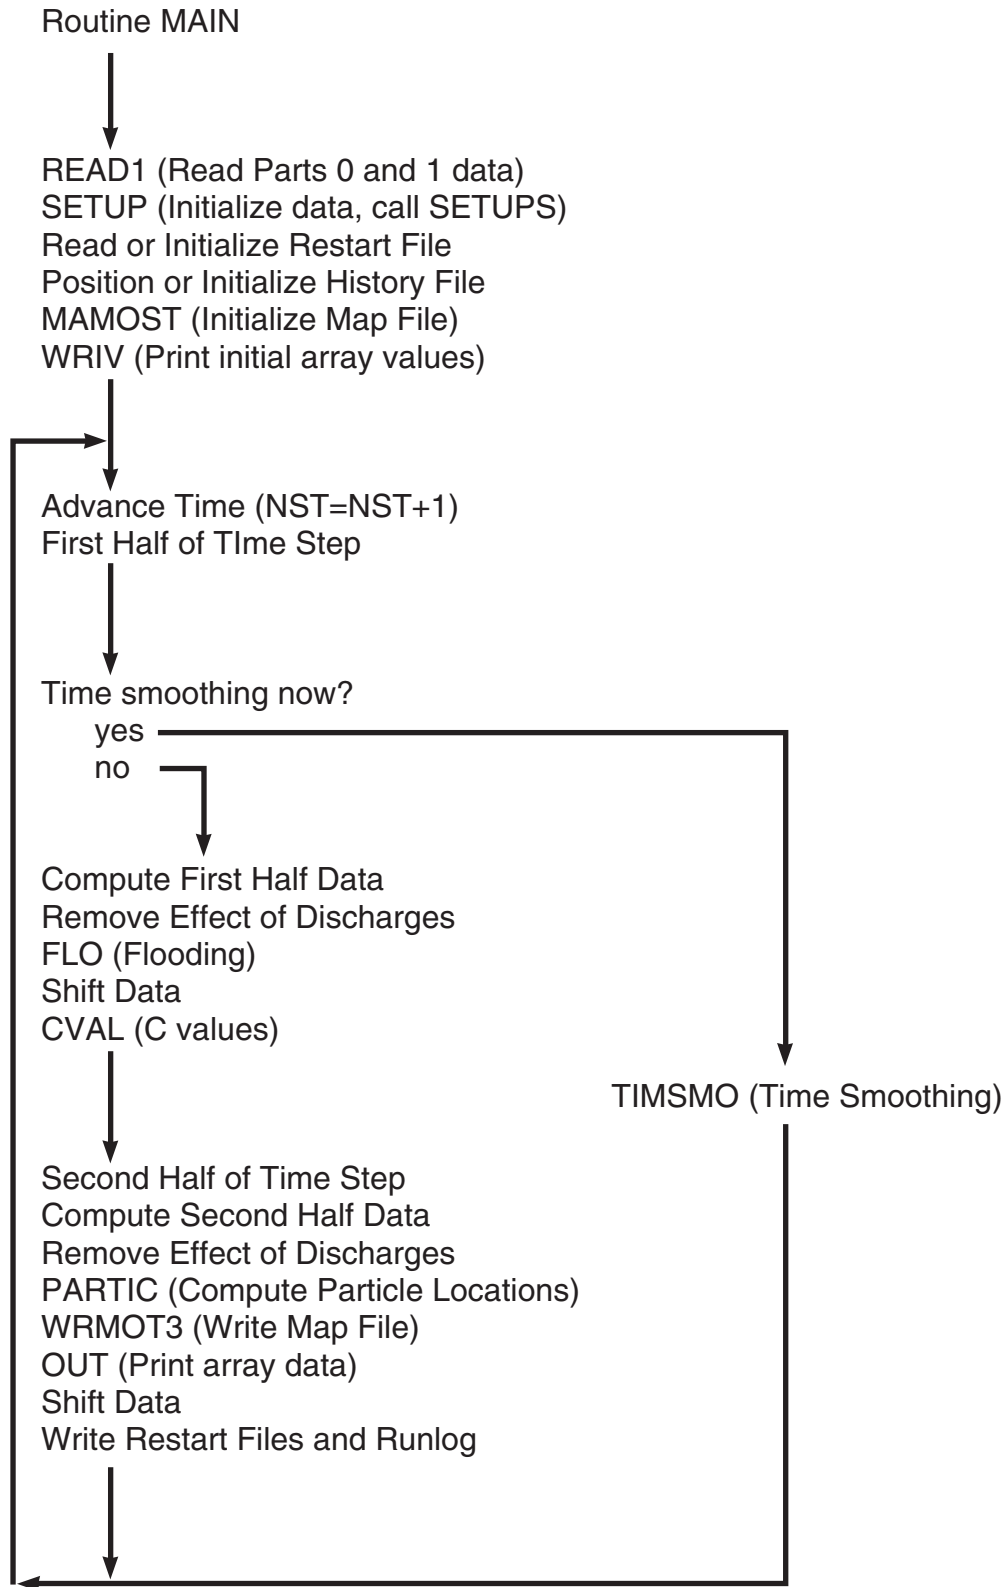 Routine MAIN
READ1 (Read Parts 0 and 1 data)
SETUP (Initialize data, call SETUPS)
Read or Initialize Restart File
Position or Initialize History File
MAMOST (Initialize Map File)
WRIV (Print initial array values)
Advance Time (NST=NST+1)
First Half of TIme Step
Time smoothing now?
yes
no
Compute First Half Data
Remove Effect of Discharges
FLO (Flooding)
Shift Data
CVAL (C values)
TIMSMO (Time Smoothing)
Second Half of Time Step
Compute Second Half Data
Remove Effect of Discharges
PARTIC (Compute Particle Locations)
WRMOT3 (Write Map File)
OUT (Print array data)
Shift Data
Write Restart Files and Runlog